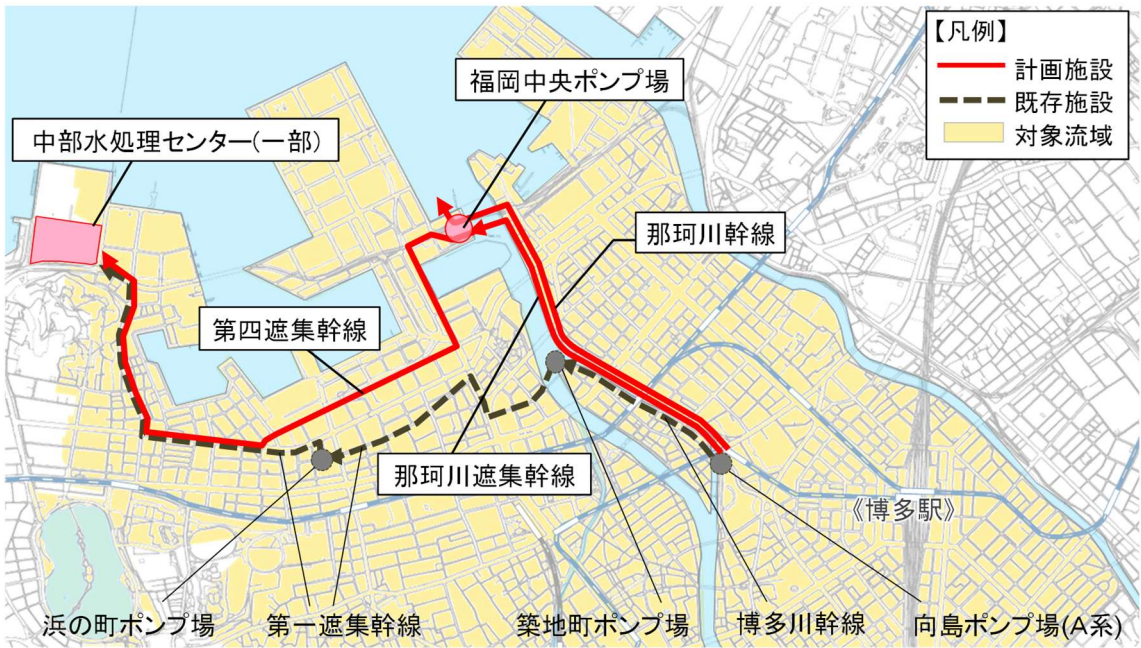 【凡例】
計画施設
既存施設
対象流域
福岡中央ポンプ場
中部水処理センター(一部)
那珂川幹線
第四遮集幹線
那珂川遮集幹線
《博多駅》
浜の町ポンプ場
第一遮集幹線
築地町ポンプ場
博多川幹線
向島ポンプ場(A系)